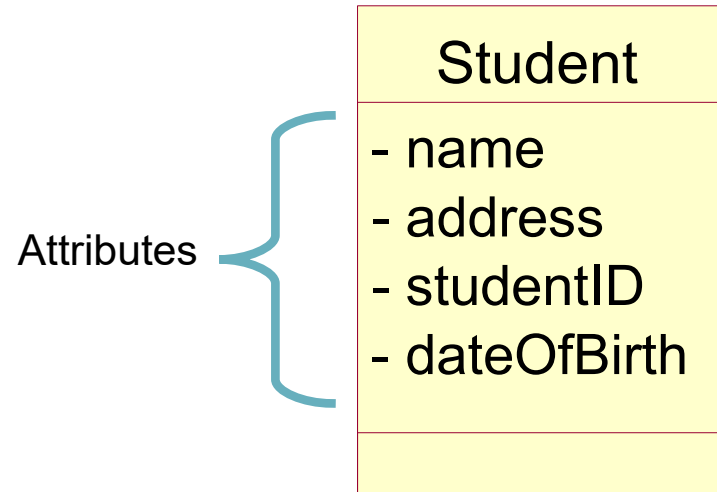 Student
- name
- address
Attributes
- studentID
- dateOfBirth